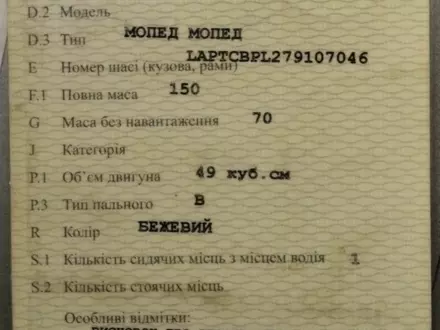 D.2 Модель
D.3 Тип МОПЕД МОПЕД
E Номер шасі (кузова, рами) LAPTCBPL279107046
F.1 Повна маса 150
G Маса без навантаження 70
J Категорія
P.1 Об'єм двигуна 49 куб.см
P.3 Тип пального B
R Колір БЕЖЕВИЙ
S.1 Кількість сидячих місць з місцем водія 1
S.2 Кількість стоячих місць
Особливі відмітки: